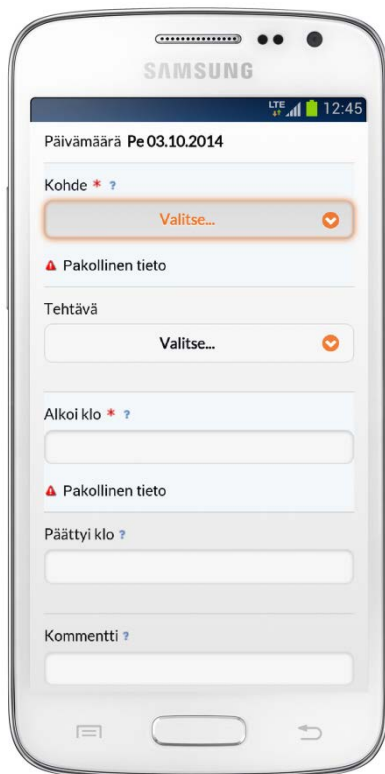 SAMSUNG
LTE 12:45
Päivämäärä Pe 03.10.2014
Kohde * ?
Valitse...
Pakollinen tieto
Tehtävä
Valitse...
Alkoi klo * ?
Pakollinen tieto
Päättyi klo ?
Kommentti ?